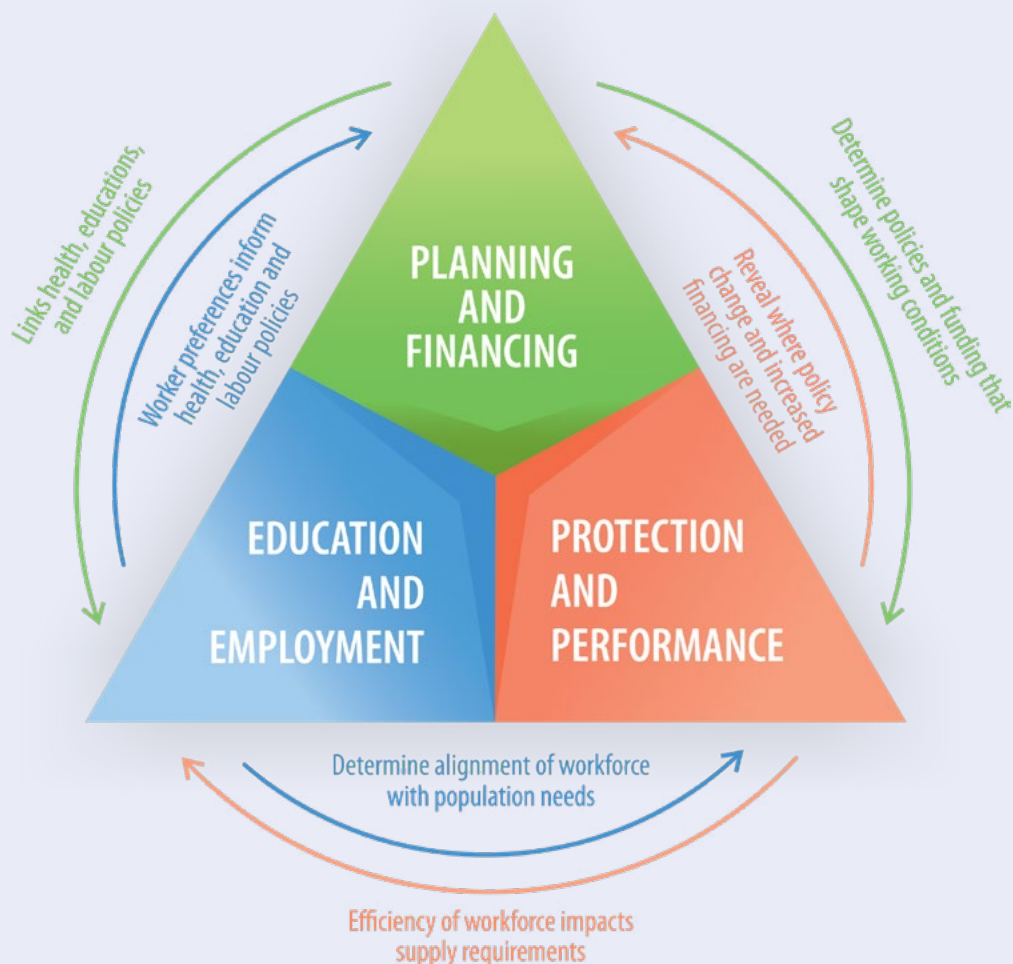 Links health, educations,
and labour policies
Worker preferences inform
health, education and
labour policies
PLANNING
AND
FINANCING
Reveal where policy
change and increased
financing are needed
Determine policies and funding that
shape working conditions
EDUCATION
AND
EMPLOYMENT
PROTECTION
AND
PERFORMANCE
Determine alignment of workforce
with population needs
Efficiency of workforce impacts
supply requirements